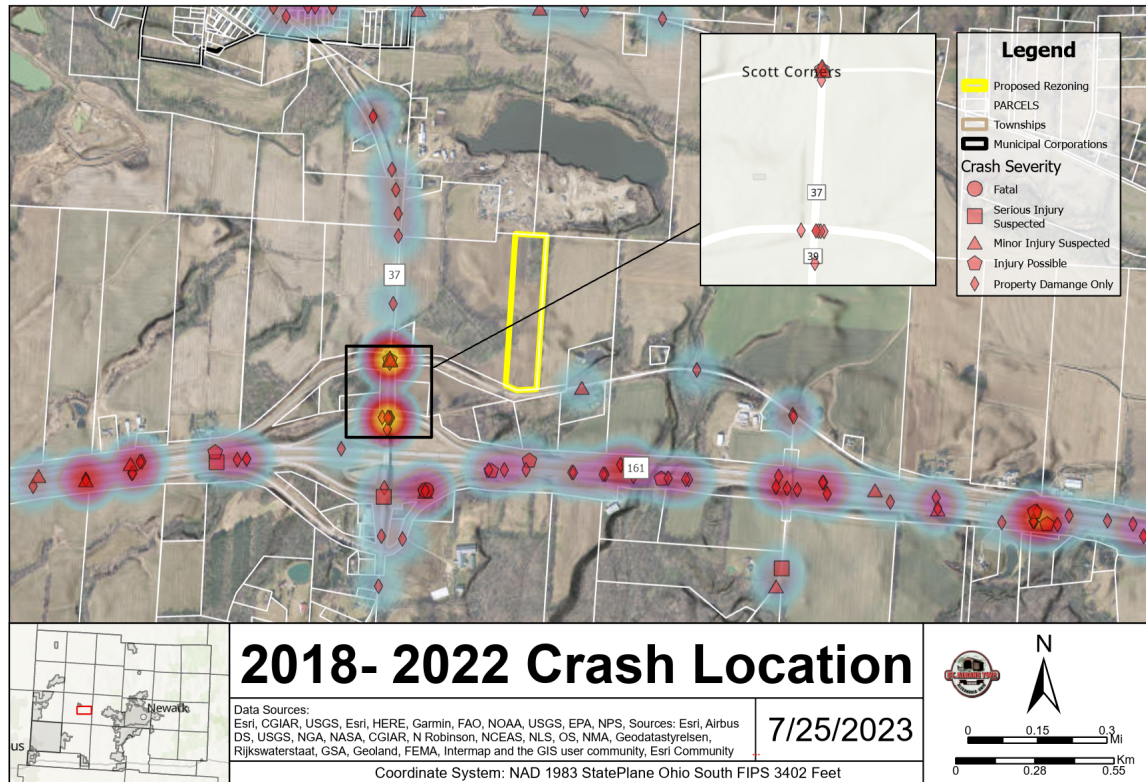 Scott Corners
37
39
Legend
Proposed Rezoning
PARCELS
Townships
Municipal Corporations
Crash Severity
Fatal
Serious Injury
Suspected
Minor Injury Suspected
Injury Possible
Property Damange Only
37
161
Newark
us
2018- 2022 Crash Location
Data Sources:
Esri, CGIAR, USGS, Esri, HERE, Garmin, FAO, NOAA, USGS, EPA, NPS, Sources: Esri, Airbus
DS, USGS, NGA, NASA, CGIAR, N Robinson, NCEAS, NLS, OS, NMA, Geodatastyrelsen,
Rijkswaterstaat, GSA, Geoland, FEMA, Intermap and the GIS user community, Esri Community
7/25/2023
Coordinate System: NAD 1983 StatePlane Ohio South FIPS 3402 Feet
N
0 0.15 0.3
Mi
Km
0 0.28 0.55